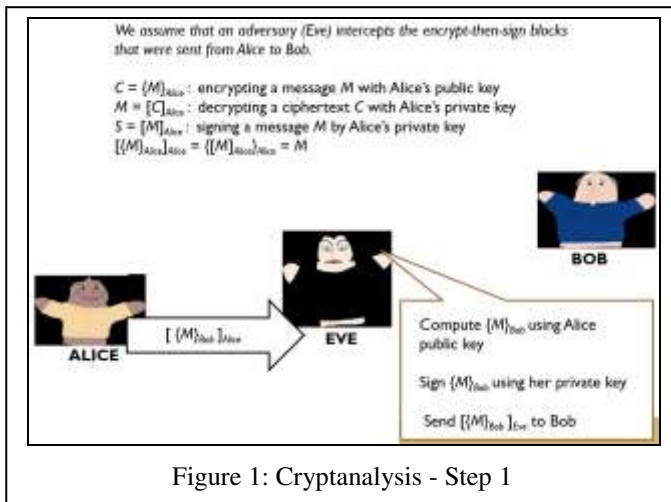 We assume that an adversary (Eve) intercepts the encrypt-then-sign blocks
that were sent from Alice to Bob.
C = {M}Alice : encrypting a message M with Alice's public key
M = [C]Alice : decrypting a ciphertext C with Alice's private key
S = [M]Alice : signing a message M by Alice's private key
[{M}Alice]Alice = {[M]Alice}Alice = M
BOB
ALICE
[ {M}Bob ]Alice
EVE
Compute {M}Bob using Alice
public key
Sign {M}Bob using her private key
Send [{M}Bob ]Eve to Bob
Figure 1: Cryptanalysis - Step 1